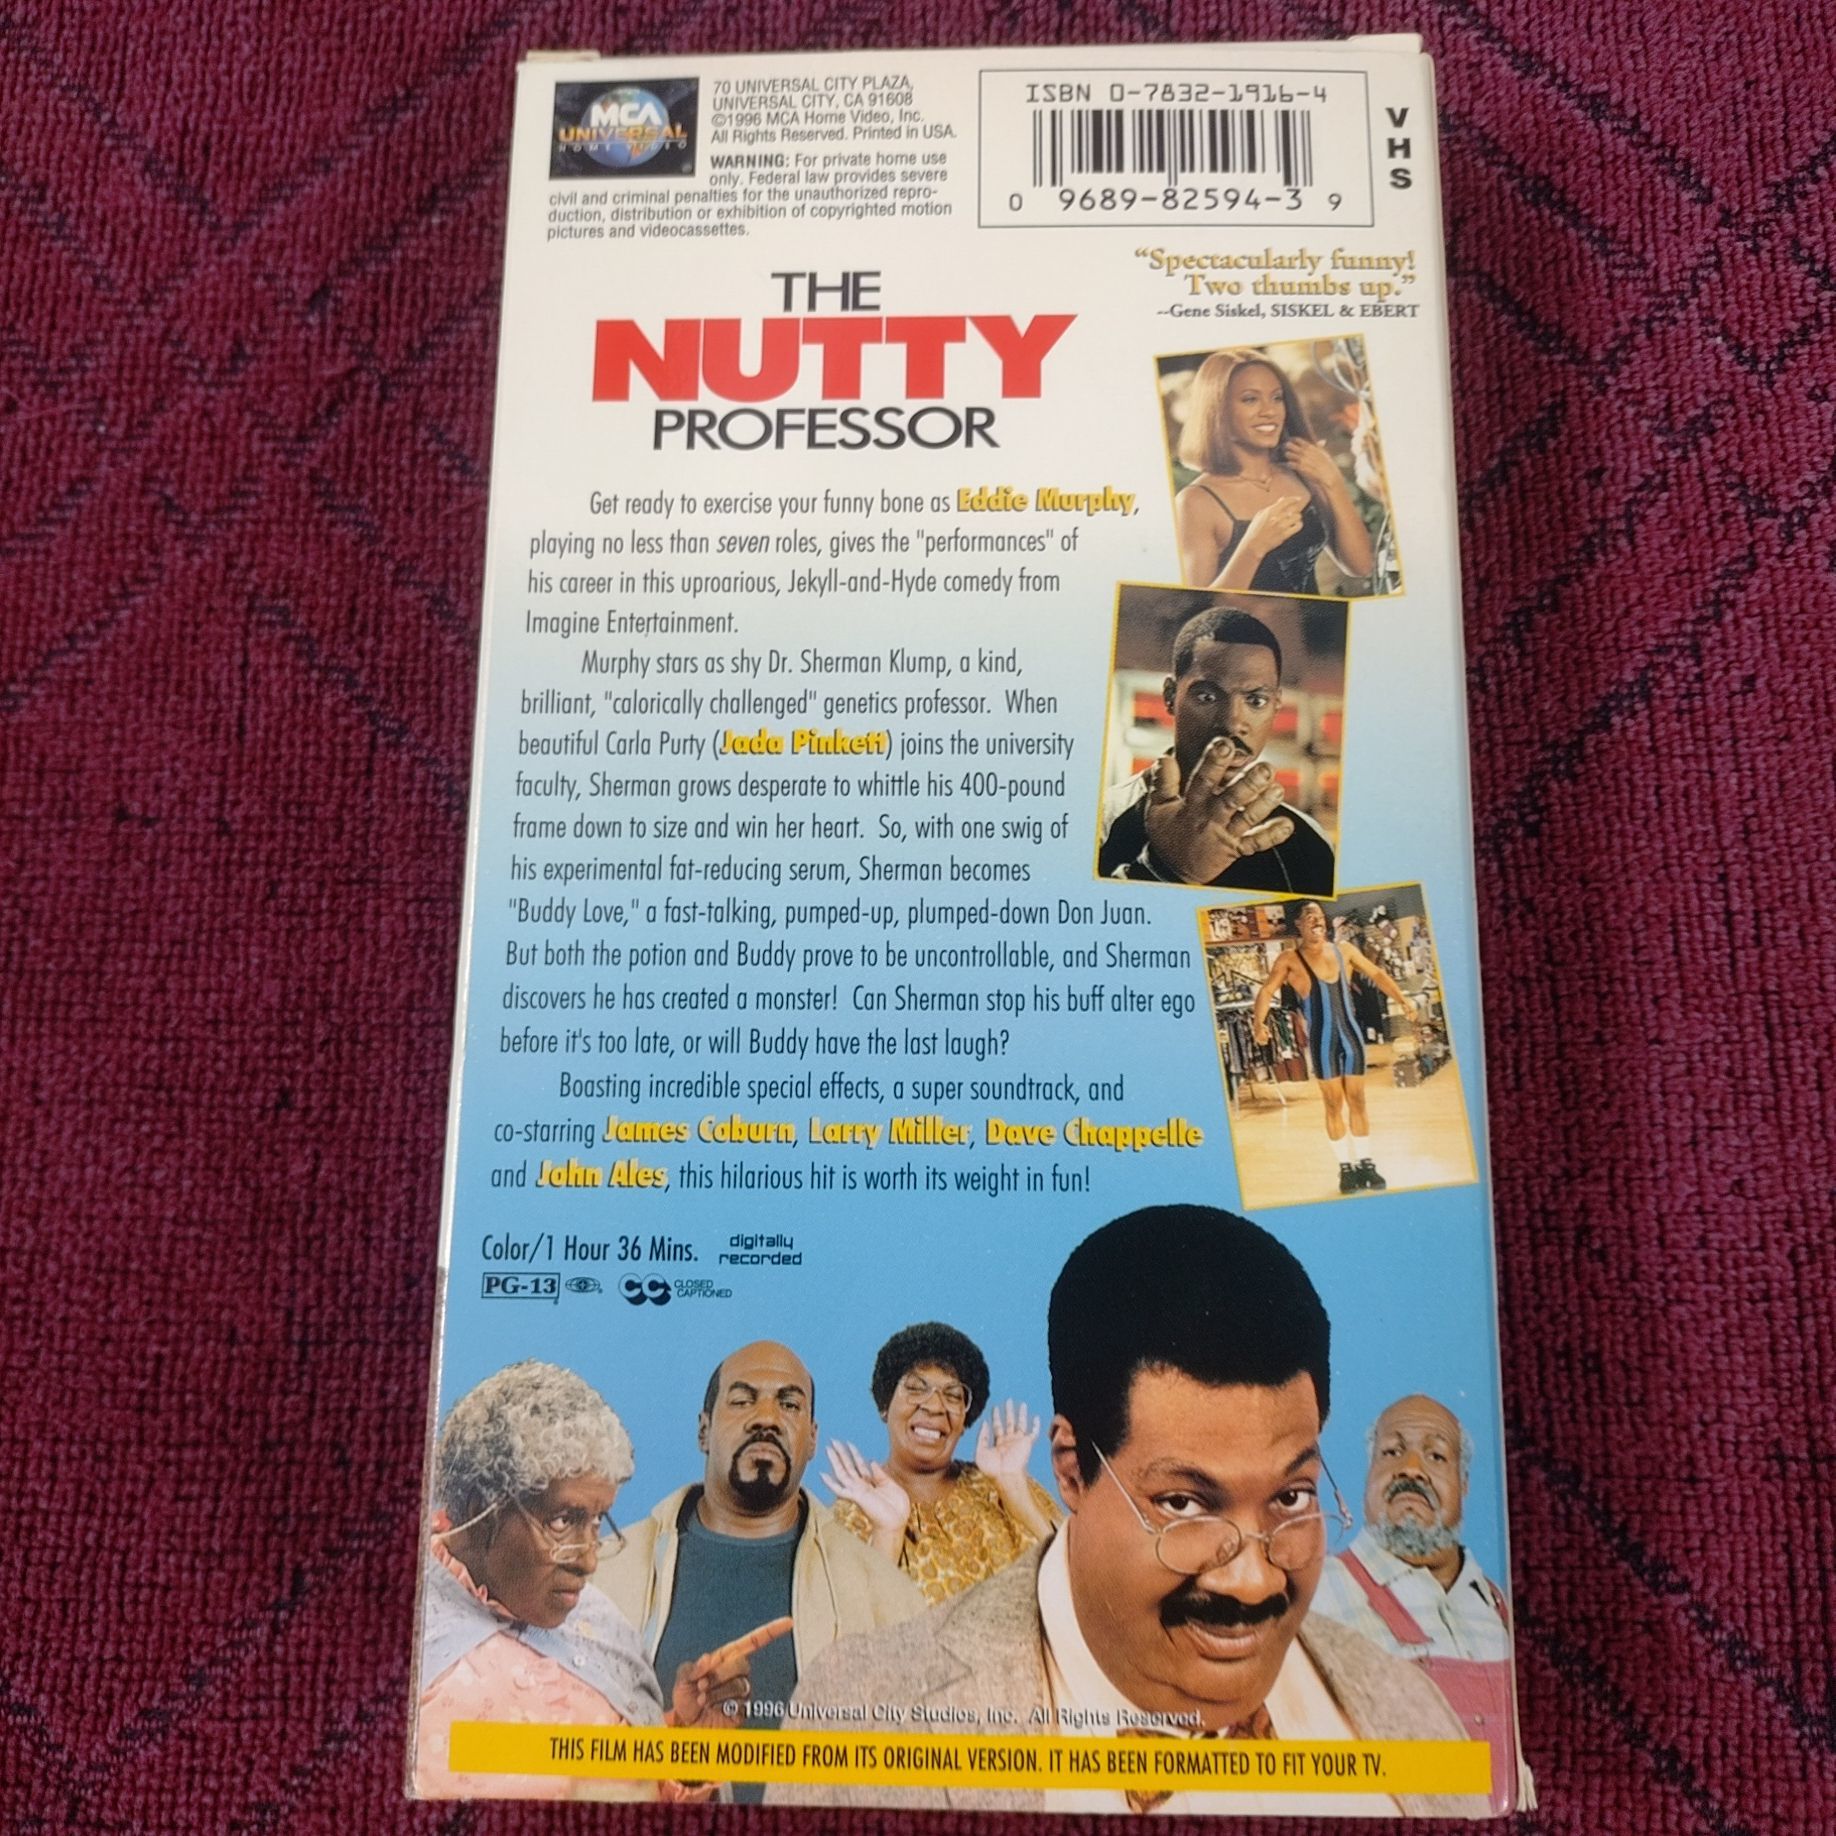 MCA
UNIVERSAL
HOME VIDEO
70 UNIVERSAL CITY PLAZA,
UNIVERSAL CITY, CA 91608
©1996 MCA Home Video, Inc.
All Rights Reserved. Printed in USA.
WARNING: For private home use
only. Federal law provides severe
civil and criminal penalties for the unauthorized repro-
duction, distribution or exhibition of copyrighted motion
pictures and videocassettes.
ISBN 0-7832-1916-4
0 9689-82594-3 9
VHS
"Spectacularly funny!
Two thumbs up."
--Gene Siskel, SISKEL & EBERT
THE
NUTTY
PROFESSOR
Get ready to exercise your funny bone as Eddie Murphy,
playing no less than seven roles, gives the "performances" of
his career in this uproarious, Jekyll-and-Hyde comedy from
Imagine Entertainment.
Murphy stars as shy Dr. Sherman Klump, a kind,
brilliant, "calorically challenged" genetics professor. When
beautiful Carla Purty (Jada Pinkett) joins the university
faculty, Sherman grows desperate to whittle his 400-pound
frame down to size and win her heart. So, with one swig of
his experimental fat-reducing serum, Sherman becomes
"Buddy Love," a fast-talking, pumped-up, plumped-down Don Juan.
But both the potion and Buddy prove to be uncontrollable, and Sherman
discovers he has created a monster! Can Sherman stop his buff alter ego
before it's too late, or will Buddy have the last laugh?
Boasting incredible special effects, a super soundtrack, and
co-starring James Coburn, Larry Miller, Dave Chappelle
and John Ales, this hilarious hit is worth its weight in fun!
Color/1 Hour 36 Mins. digitally
recorded
PG-13 CC CLOSED
CAPTIONED
© 1996 Universal City Studios, Inc. All Rights Reserved.
THIS FILM HAS BEEN MODIFIED FROM ITS ORIGINAL VERSION. IT HAS BEEN FORMATTED TO FIT YOUR TV.